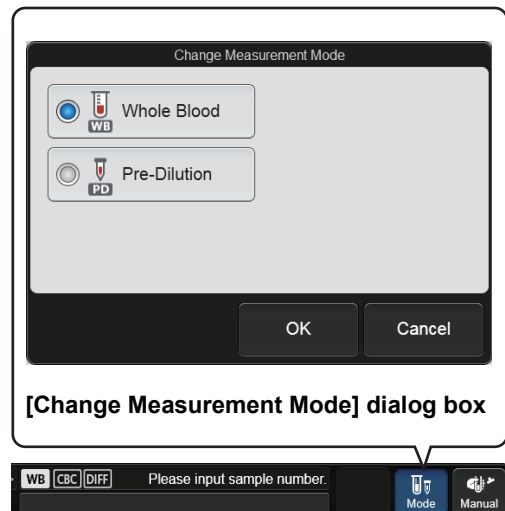 Change Measurement Mode
Whole Blood
WB
Pre-Dilution
PD
OK Cancel
[Change Measurement Mode] dialog box
WB CBC DIFF Please input sample number.
Mode Manual